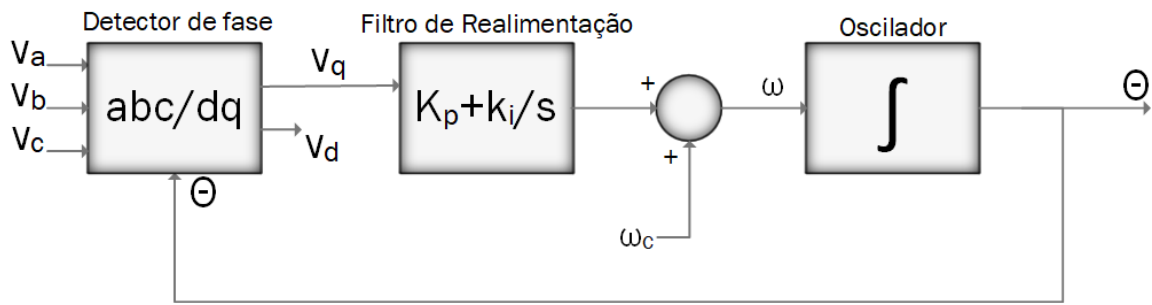 Detector de fase
Filtro de Realimentação
Oscilador
Va
Vb
Vc
abc/dq
Vq
Vd
Kp+ki/s
+
+
ωc
ω
∫
Θ
Θ